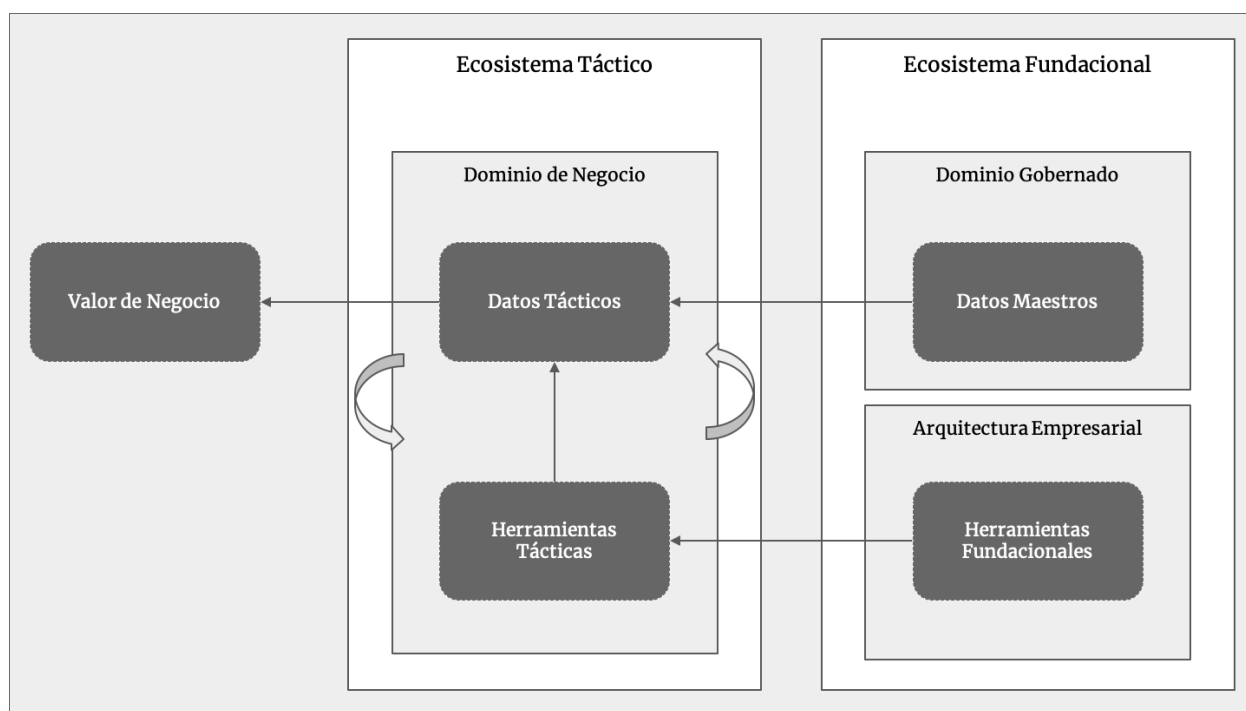 Ecosistema Táctico
Ecosistema Fundacional
Dominio de Negocio
Dominio Gobernado
Valor de Negocio
Datos Tácticos
Datos Maestros
Arquitectura Empresarial
Herramientas
Tácticas
Herramientas
Fundacionales